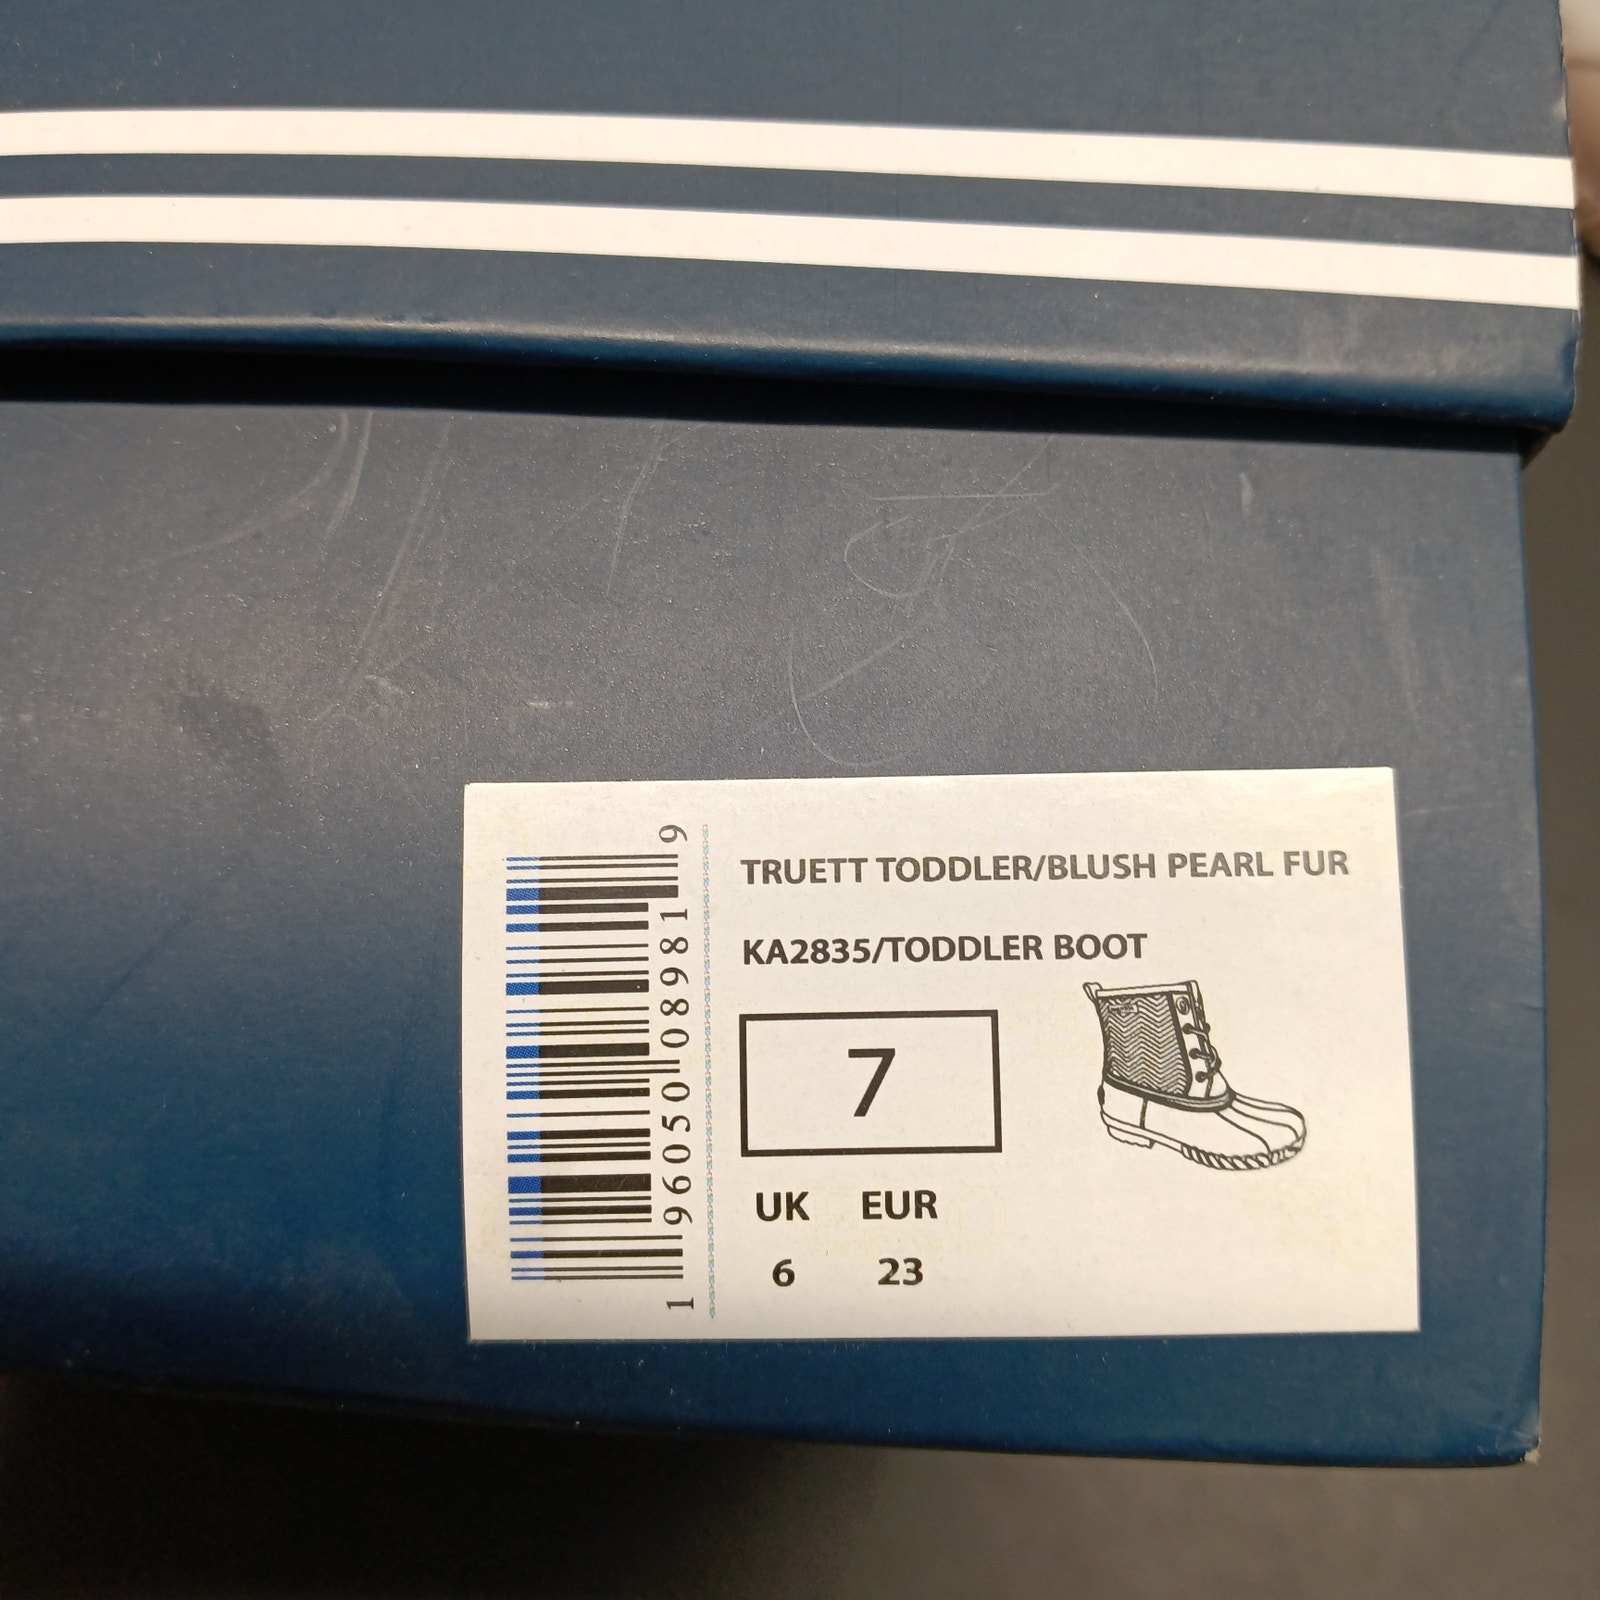 TRUETT TODDLER/BLUSH PEARL FUR
KA2835/TODDLER BOOT
7
UK EUR
6 23
1 96050 08981 9